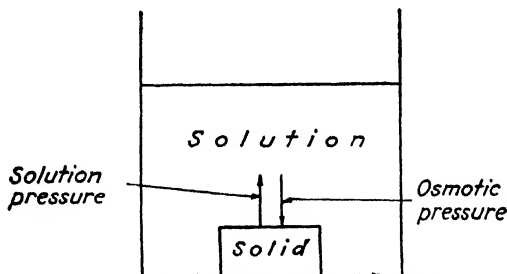 Solution
Solution
pressure
Osmotic
pressure
Solid